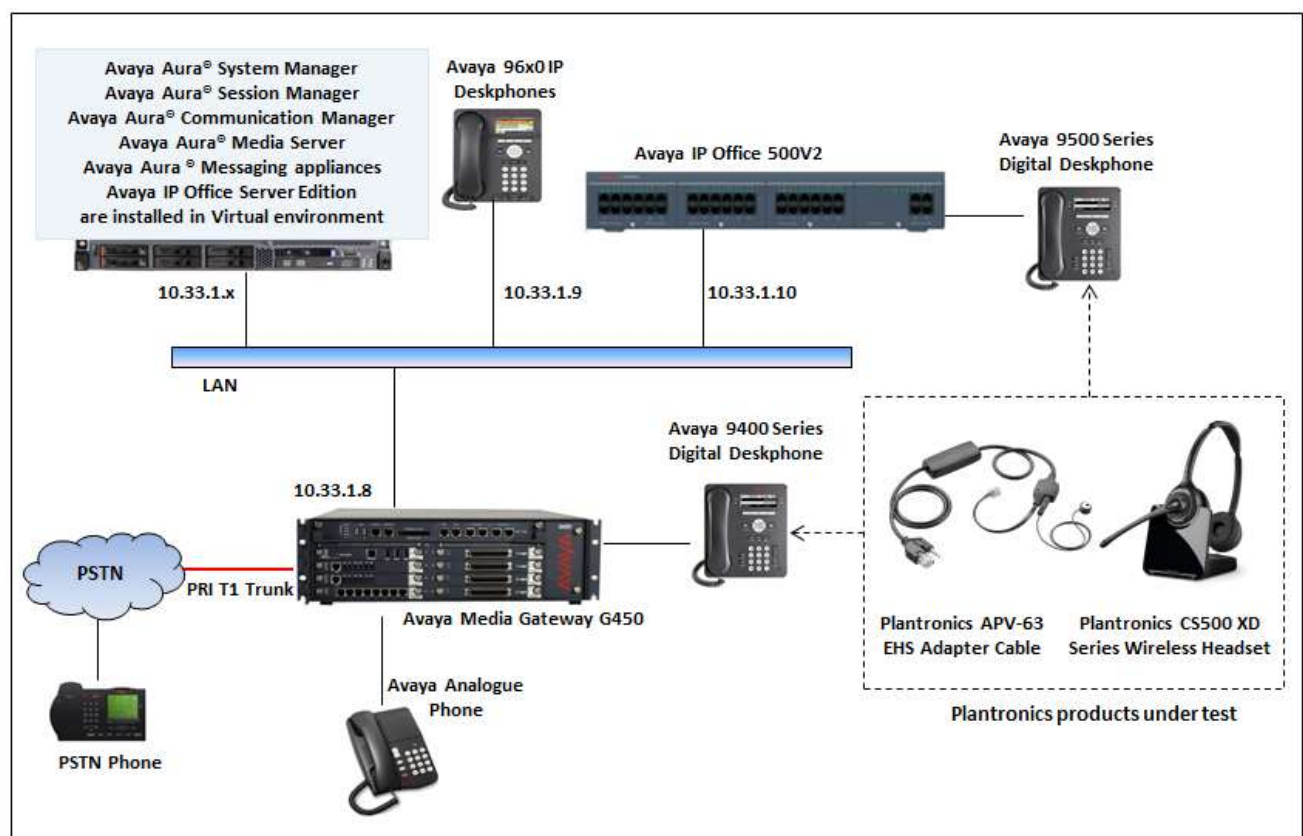 Avaya Aura® System Manager
Avaya Aura® Session Manager
Avaya Aura® Communication Manager
Avaya Aura® Media Server
Avaya Aura ® Messaging appliances
Avaya IP Office Server Edition
are installed in Virtual environment
Avaya 96x0 IP
Deskphones
Avaya IP Office 500V2
Avaya 9500 Series
Digital Deskphone
10.33.1.x
10.33.1.9
10.33.1.10
LAN
Avaya 9400 Series
Digital Deskphone
10.33.1.8
AVAYA
PSTN
PRI T1 Trunk
Avaya Media Gateway G450
Plantronics APV-63
EHS Adapter Cable
Plantronics CS500 XD
Series Wireless Headset
Avaya Analogue
Phone
Plantronics products under test
PSTN Phone